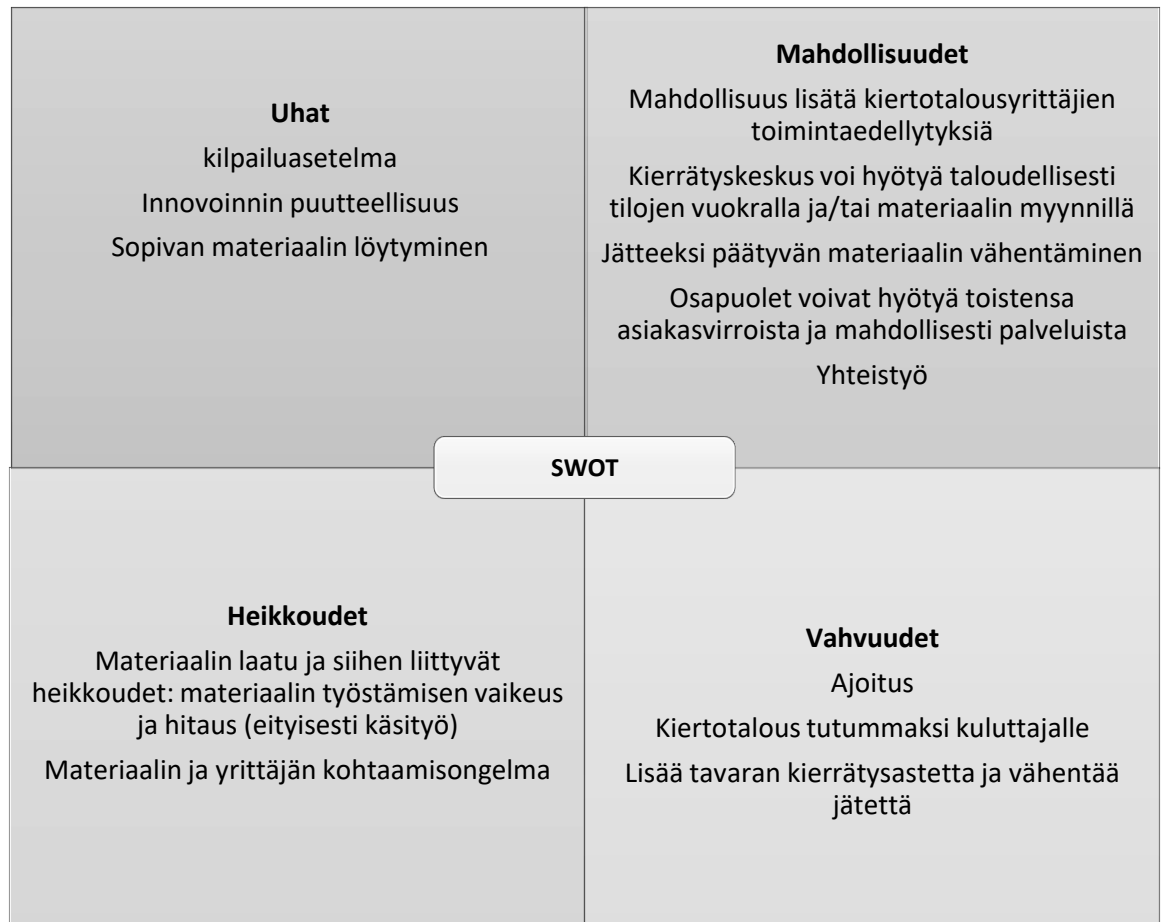 Uhat
kilpailuasetelma
Innovoinnin puutteellisuus
Sopivan materiaalin löytyminen
Mahdollisuudet
Mahdollisuus lisätä kiertotalousyrittäjien
toimintaedellytyksiä
Kierrätyskeskus voi hyötyä taloudellisesti
tilojen vuokralla ja/tai materiaalin myynnillä
Jätteeksi päätyvän materiaalin vähentäminen
Osapuolet voivat hyötyä toistensa
asiakasvirroista ja mahdollisesti palveluista
Yhteistyö
SWOT
Heikkoudet
Materiaalin laatu ja siihen liittyvät
heikkoudet: materiaalin työstämisen vaikeus
ja hitaus (eityisesti käsityö)
Materiaalin ja yrittäjän kohtaamisongelma
Vahvuudet
Ajoitus
Kiertotalous tutummaksi kuluttajalle
Lisää tavaran kierrätysastetta ja vähentää
jätettä